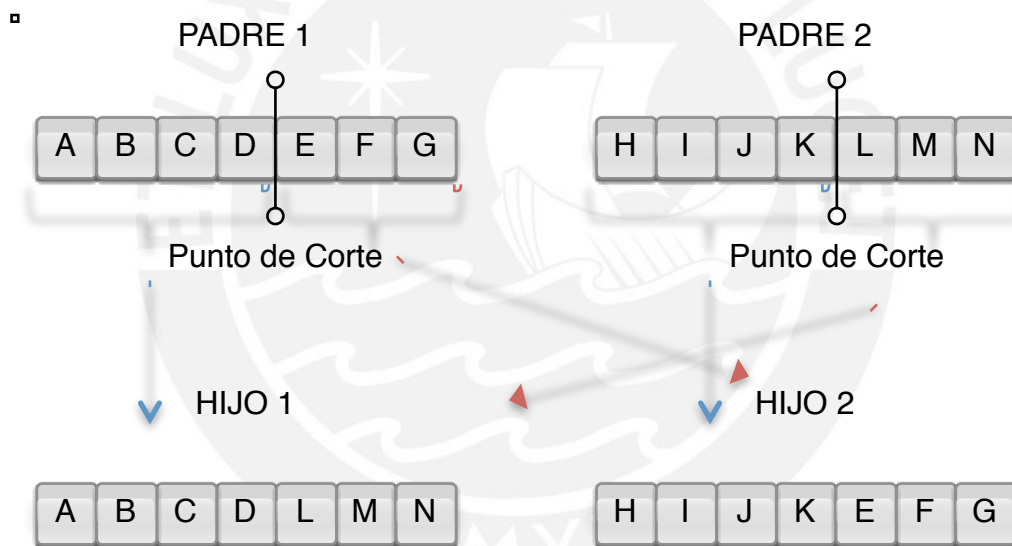 PADRE 1 PADRE 2
A B C D E F G H I J K L M N
Punto de Corte Punto de Corte
HIJO 1 HIJO 2
A B C D L M N H I J K E F G